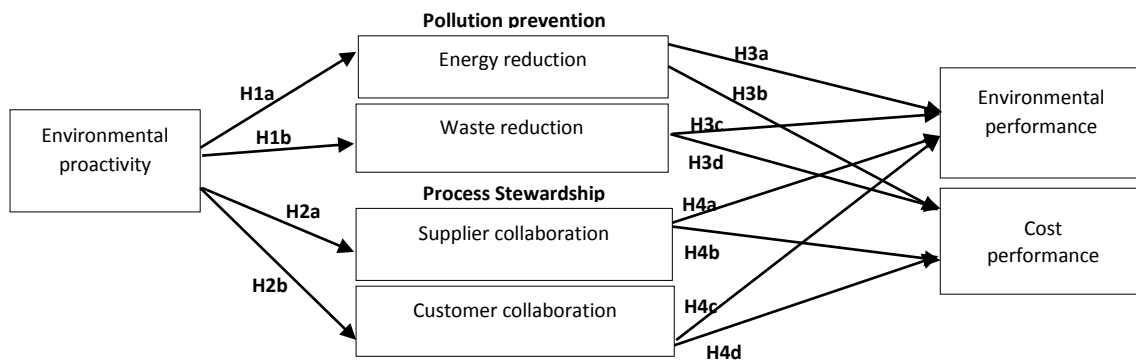 Pollution prevention
Energy reduction
H3a
H1a
H3b
Environmental
performance
Environmental
proactivity
H1b
Waste reduction
H3c
H3d
Process Stewardship
H2a
Supplier collaboration
H4a
H4b
Cost
performance
H2b
Customer collaboration
H4c
H4d